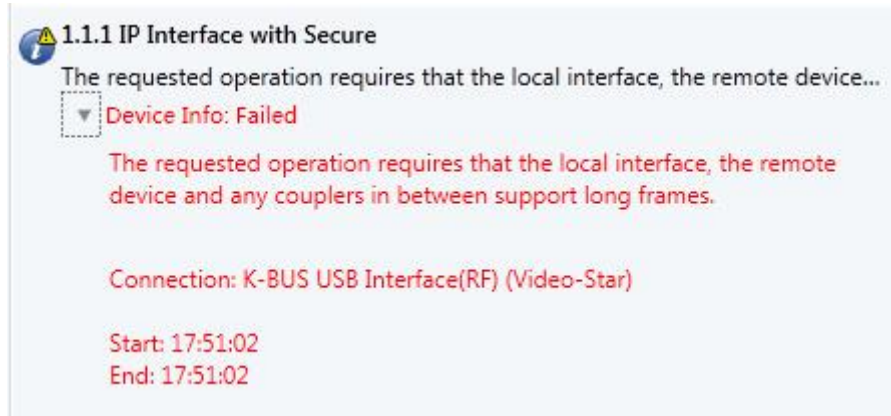 1.1.1 IP Interface with Secure
The requested operation requires that the local interface, the remote device...
Device Info: Failed
The requested operation requires that the local interface, the remote
device and any couplers in between support long frames.
Connection: K-BUS USB Interface(RF) (Video-Star)
Start: 17:51:02
End: 17:51:02